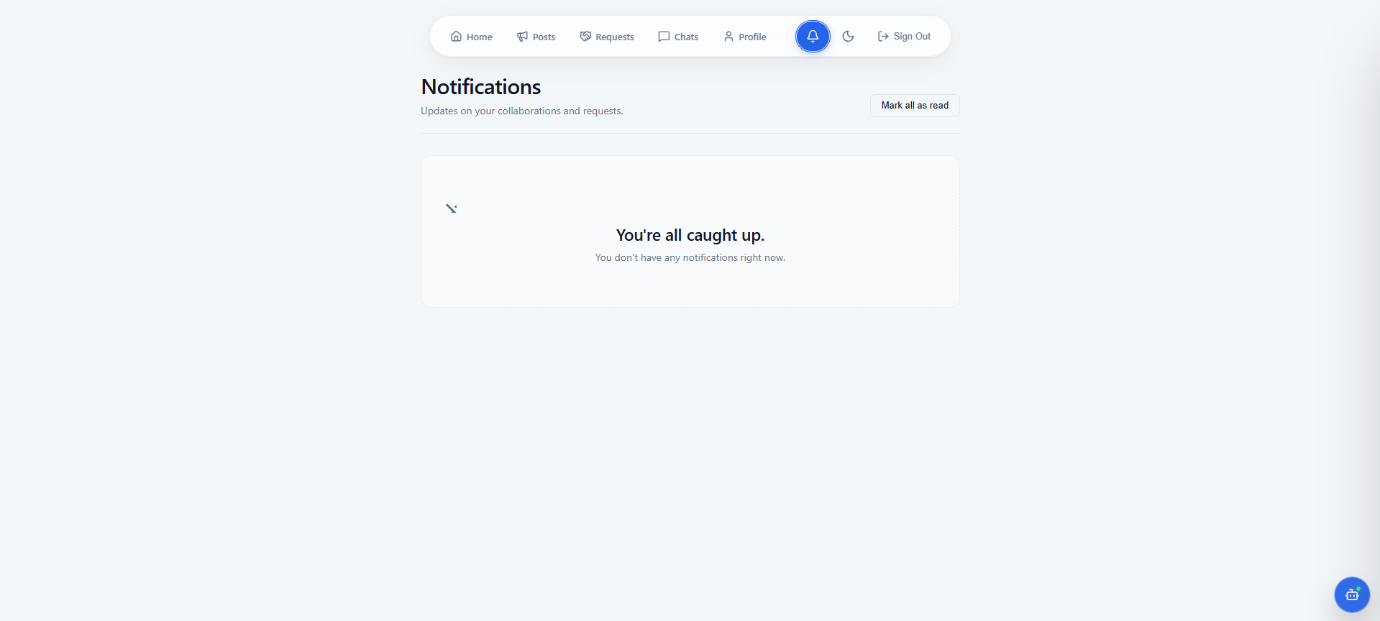 Home
Posts
Requests
Chats
Profile
Sign Out
Notifications
Updates on your collaborations and requests.
Mark all as read
You're all caught up.
You don't have any notifications right now.